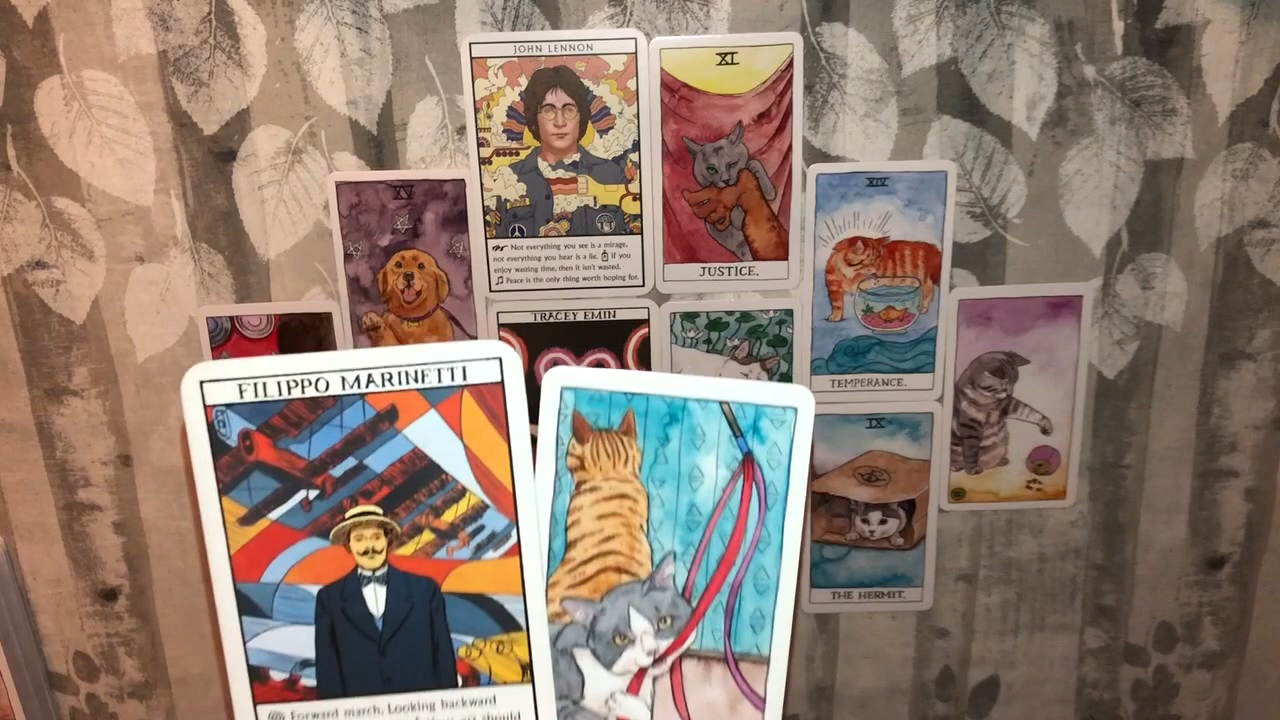 JOHN LENNON
Not everything you see is a mirage,
not everything you hear is a lie. If you
enjoy wasting time, then it isn't wasted.
Peace is the only thing worth hoping for.
XI
JUSTICE.
XV
XIV
TEMPERANCE.
TRACEY EMIN
IX
THE HERMIT.
FILIPPO MARINETTI
Forward march. Looking backward
art should